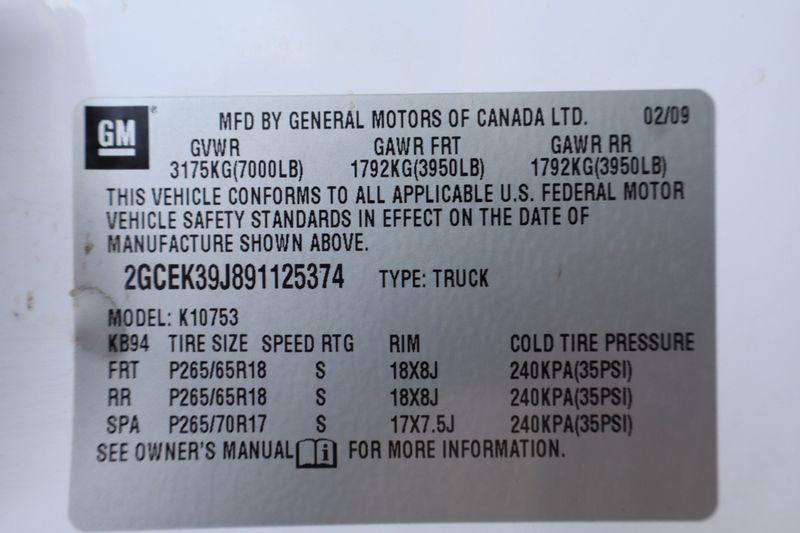 GM ® MFD BY GENERAL MOTORS OF CANADA LTD. 02/09
GVWR GAWR FRT GAWR RR
3175KG(7000LB) 1792KG(3950LB) 1792KG(3950LB)
THIS VEHICLE CONFORMS TO ALL APPLICABLE U.S. FEDERAL MOTOR
VEHICLE SAFETY STANDARDS IN EFFECT ON THE DATE OF
MANUFACTURE SHOWN ABOVE.
2GCEK39J891125374 TYPE: TRUCK
MODEL: K10753
KB94 TIRE SIZE SPEED RTG RIM COLD TIRE PRESSURE
FRT P265/65R18 S 18X8J 240KPA(35PSI)
RR P265/65R18 S 18X8J 240KPA(35PSI)
SPA P265/70R17 S 17X7.5J 240KPA(35PSI)
SEE OWNER'S MANUAL i FOR MORE INFORMATION.